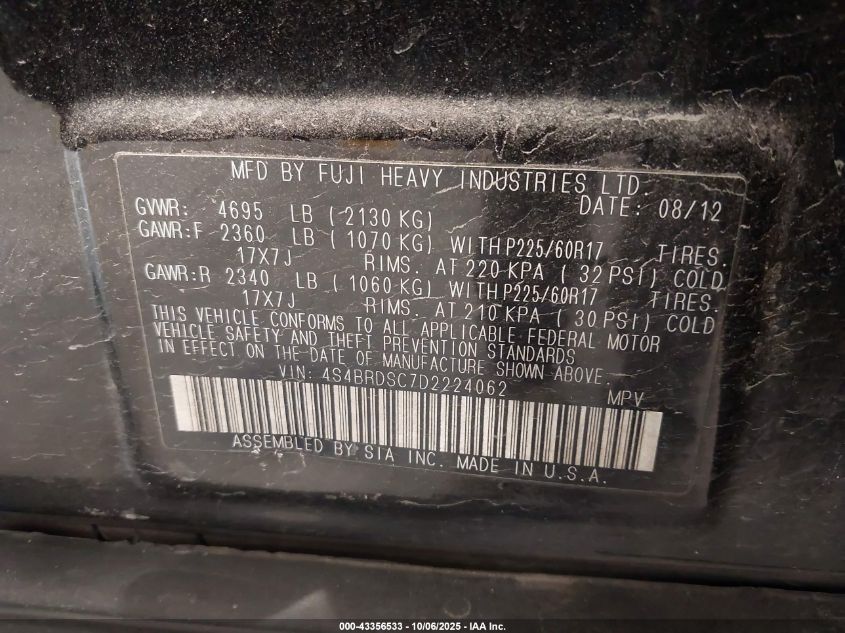 MFD BY FUJI HEAVY INDUSTRIES LTD.
GVWR: 4695 LB (2130 KG) DATE: 08/12
GAWR:F 2360 LB (1070 KG) WITH P225/60R17 TIRES.
17X7J RIMS. AT 220 KPA (32 PSI) COLD
GAWR:R 2340 LB (1060 KG) WITH P225/60R17 TIRES.
17X7J RIMS. AT 210 KPA (30 PSI) COLD
THIS VEHICLE CONFORMS TO ALL APPLICABLE FEDERAL MOTOR
VEHICLE SAFETY AND THEFT PREVENTION STANDARDS
IN EFFECT ON THE DATE OF MANUFACTURE SHOWN ABOVE.
VIN: 4S4BRDSC7D2224062 MPV
ASSEMBLED BY SIA INC. MADE IN U.S.A.
000-43356533 - 10/06/2025 - IAA Inc.